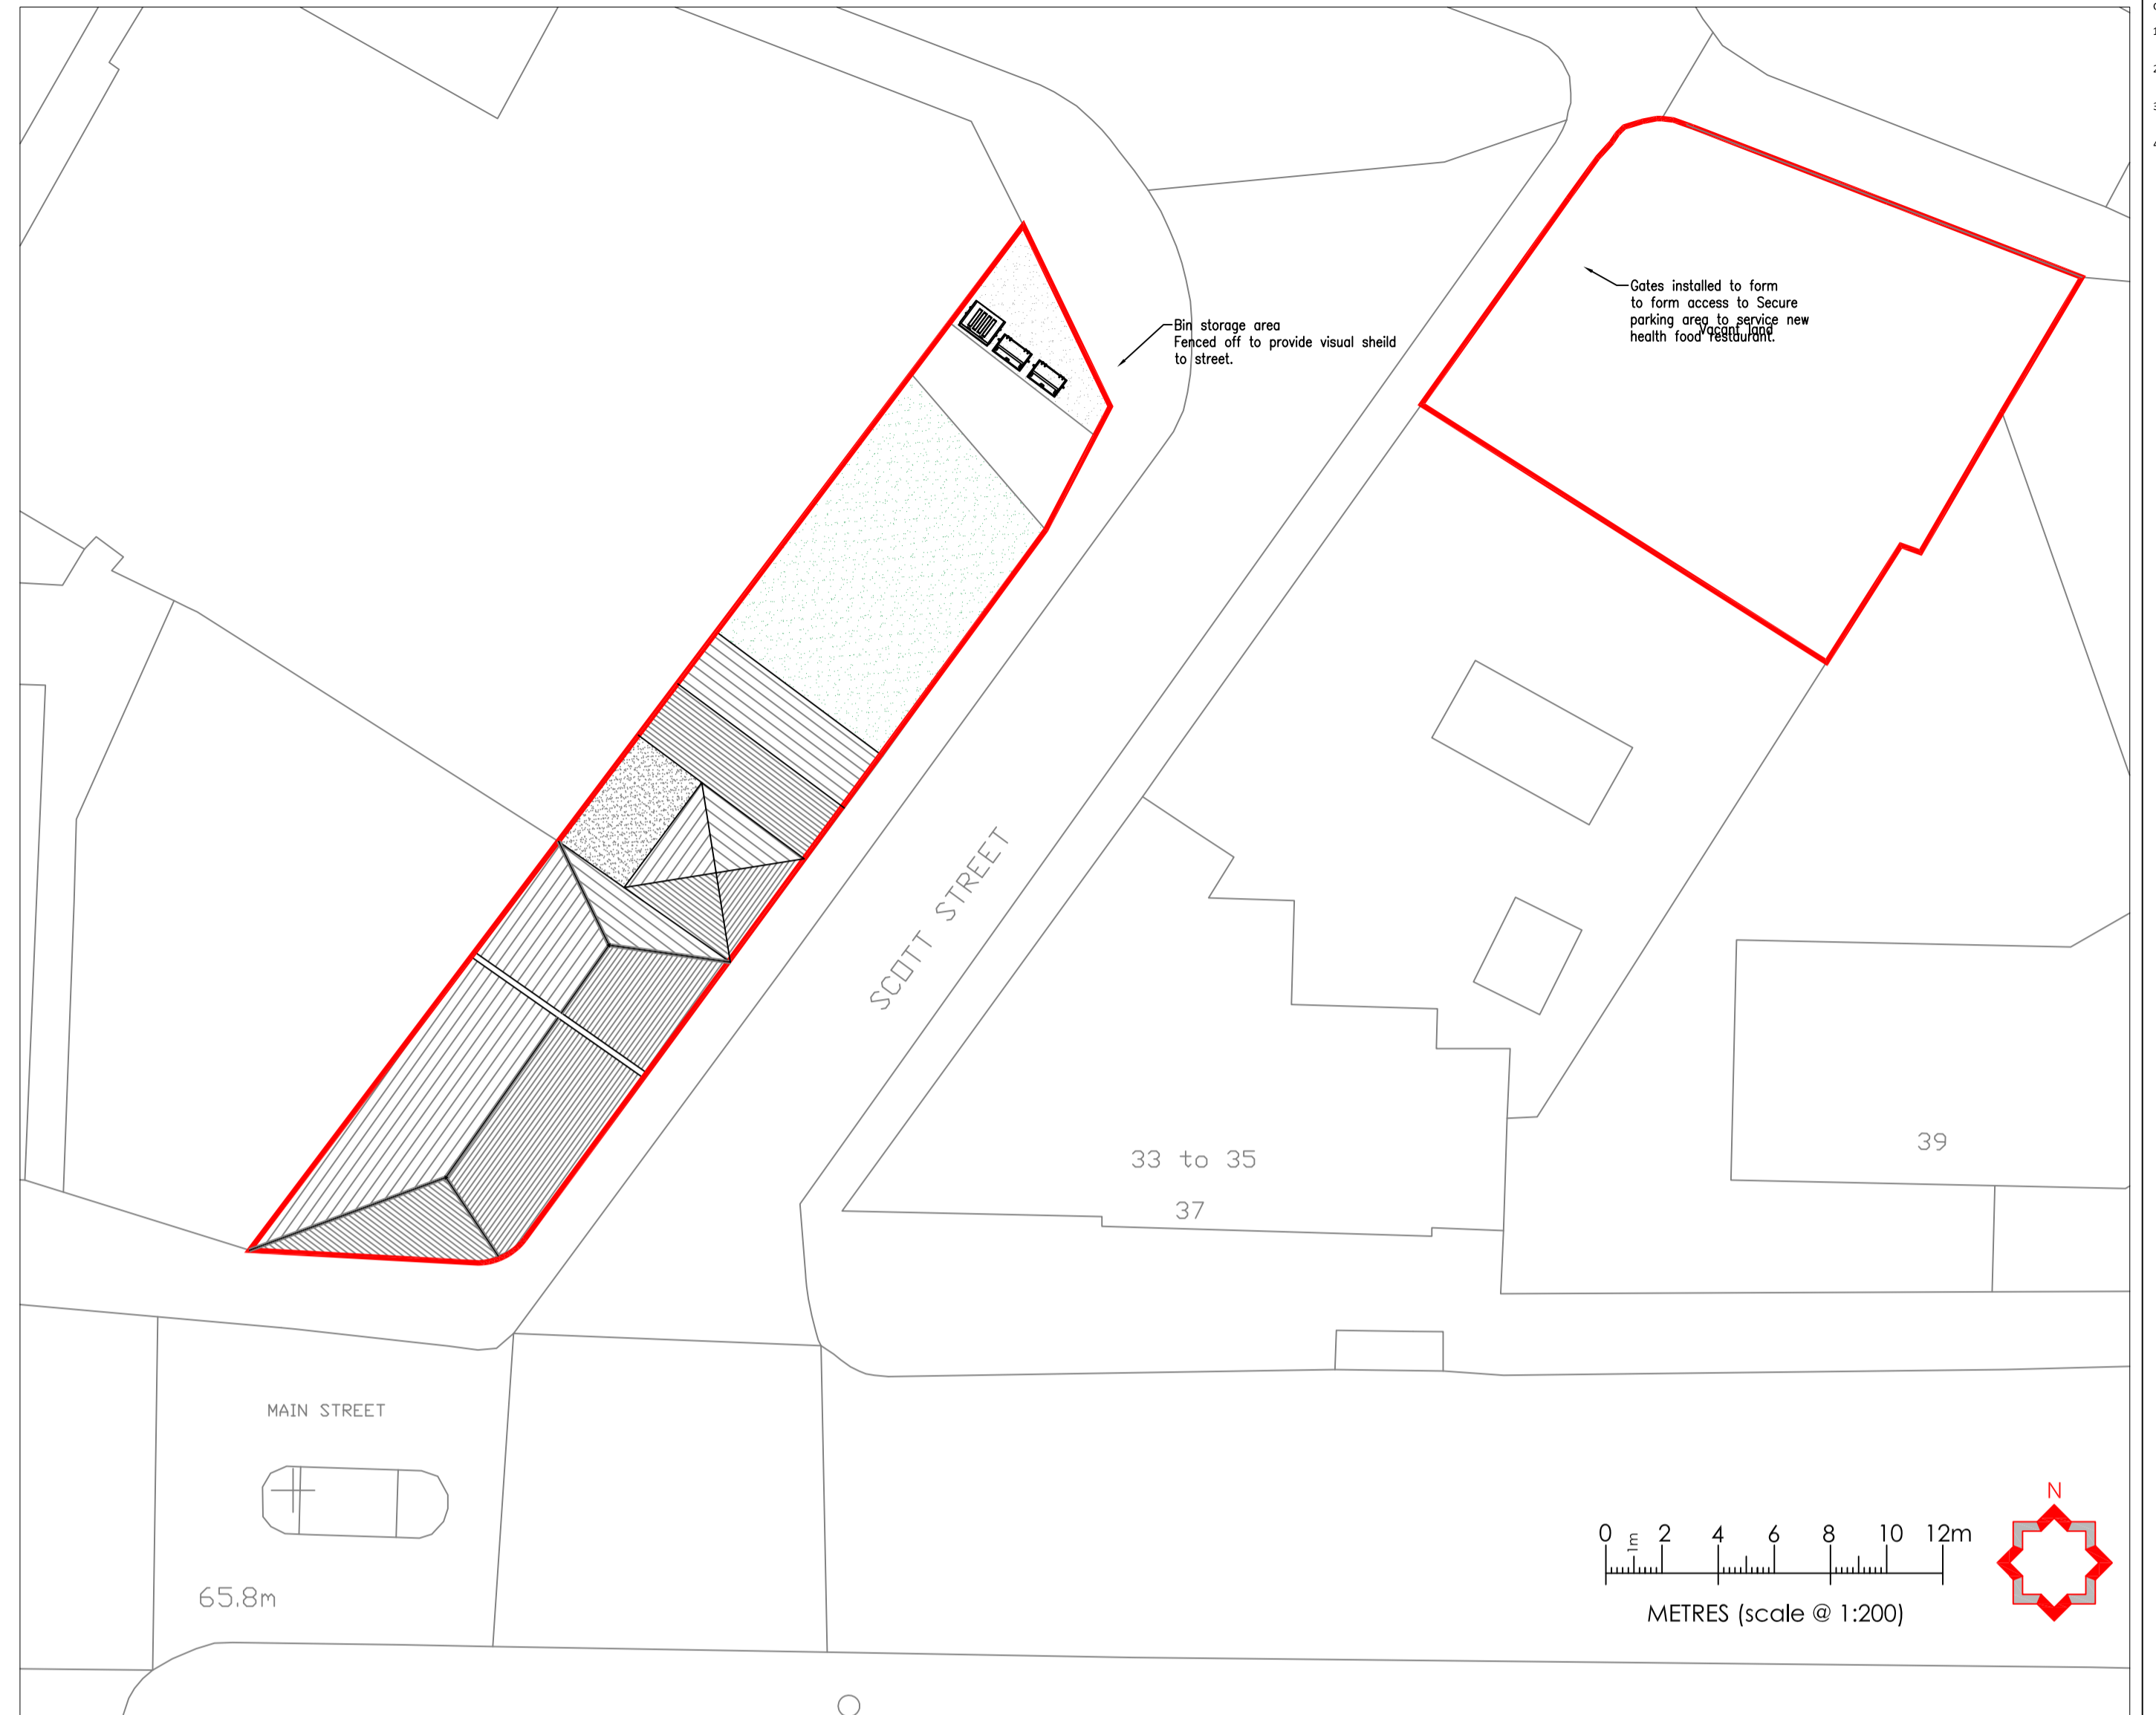 Gates installed to form
to form access to Secure
parking area to service new
Vacant land
health food restaurant.
Bin storage area
Fenced off to provide visual sheild
to street.
SCOTT STREET
33 to 35
37
39
MAIN STREET
65.8m
0 1m 2 4 6 8 10 12m
METRES (scale @ 1:200)
N